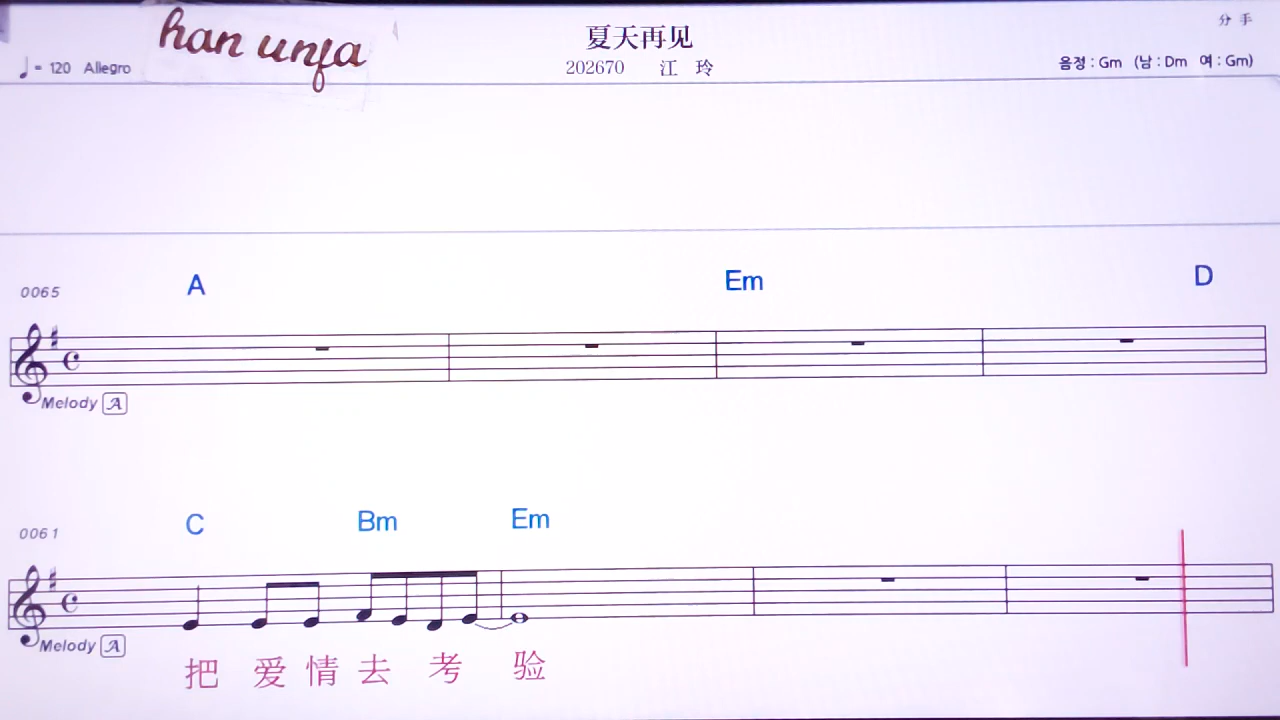 han unfa
夏天再见
分手
♩= 120 Allegro
202670 江 玲
음정 : Gm (남 : Dm 여 : Gm)
A Em D
0065
Melody A
C Bm Em
0061
Melody A
把 爱 情 去 考 验